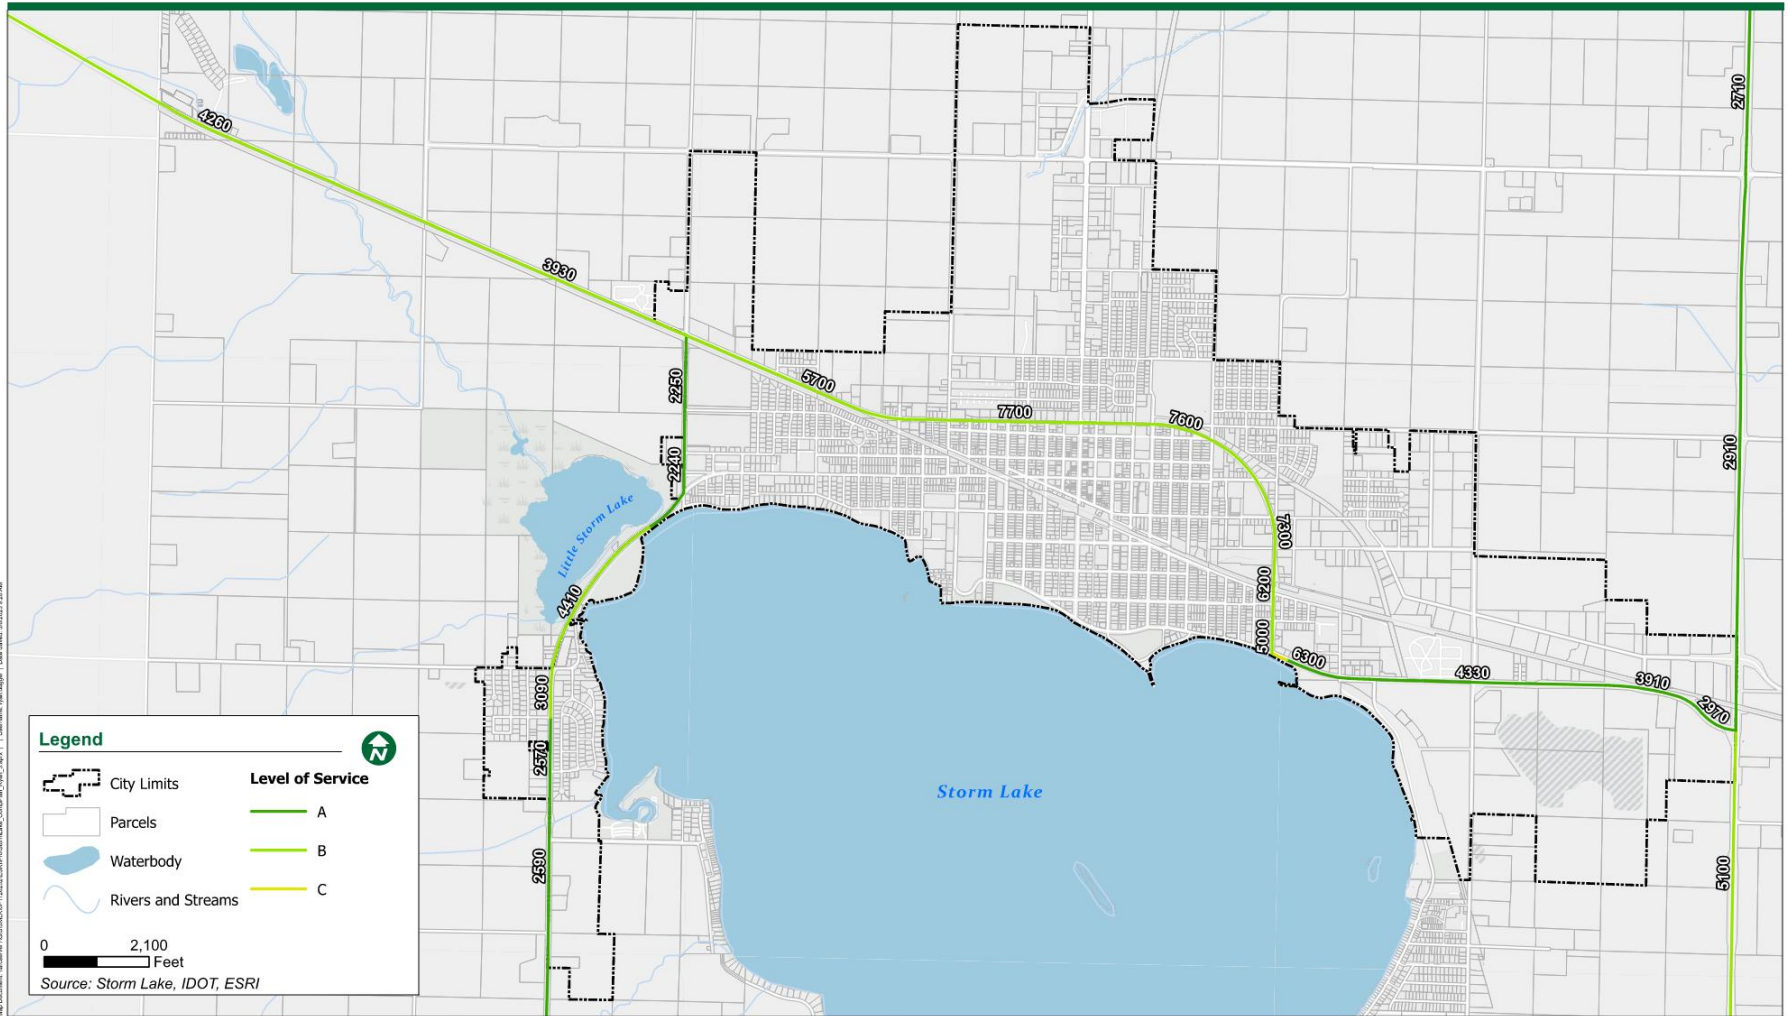 2710
4260
3930
2250
5700
7700
7600
2910
2240
Little Storm Lake
7300
4410
6200
5000
6300
4330
3910
2970
3090
2570
2590
5100
Storm Lake
Legend
N
City Limits
Parcels
Waterbody
Rivers and Streams
Level of Service
A
B
C
0 2,100
Feet
Source: Storm Lake, IDOT, ESRI